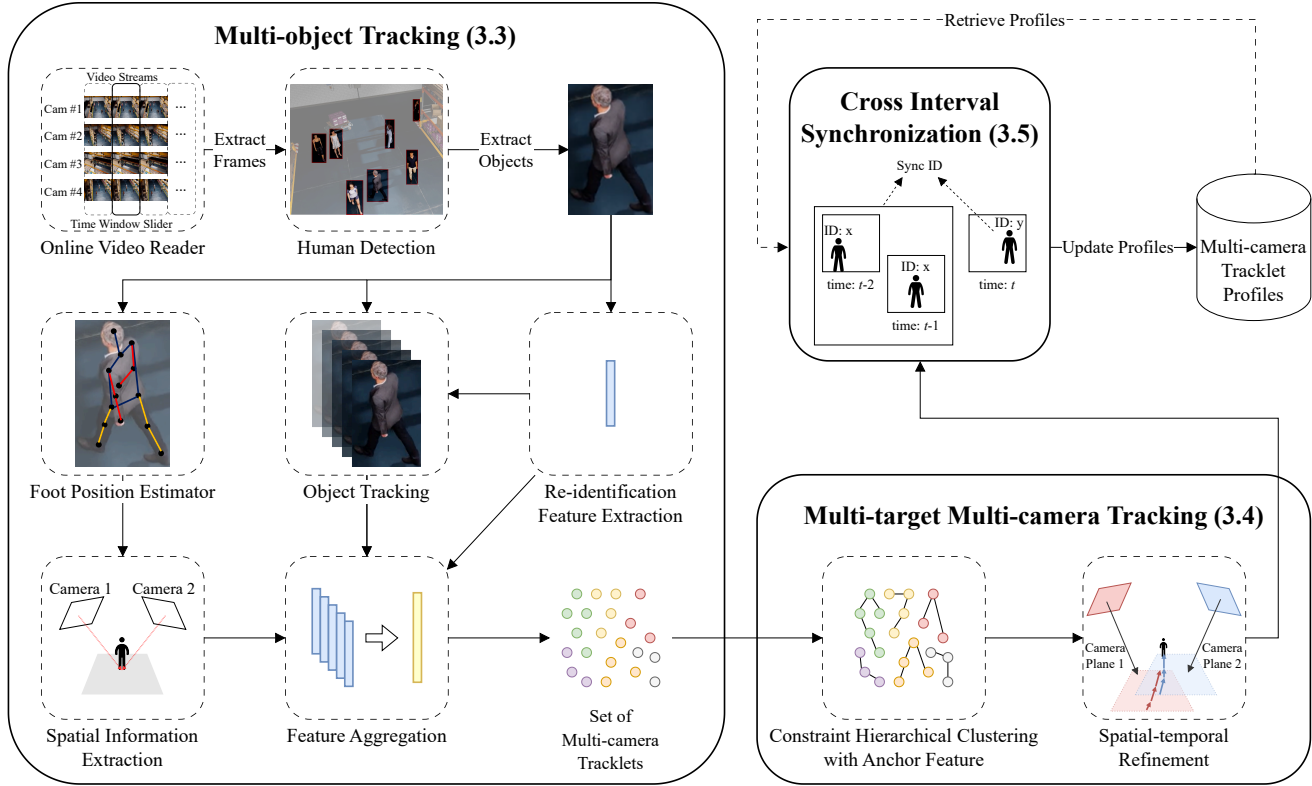 Multi-object Tracking (3.3)
Video Streams
Cam #1
...
Cam #2
...
Cam #3
...
Cam #4
...
Time Window Slider
Online Video Reader
Extract
Frames
Human Detection
Extract
Objects
Foot Position Estimator
Object Tracking
Re-identification
Feature Extraction
Camera 1
Camera 2
Spatial Information
Extraction
Feature Aggregation
Set of
Multi-camera
Tracklets
Retrieve Profiles
Cross Interval
Synchronization (3.5)
Sync ID
ID: x
time: t-2
ID: x
time: t-1
ID: y
time: t
Update Profiles
Multi-camera
Tracklet
Profiles
Multi-target Multi-camera Tracking (3.4)
Constraint Hierarchical Clustering
with Anchor Feature
Camera
Plane 1
Camera
Plane 2
Spatial-temporal
Refinement